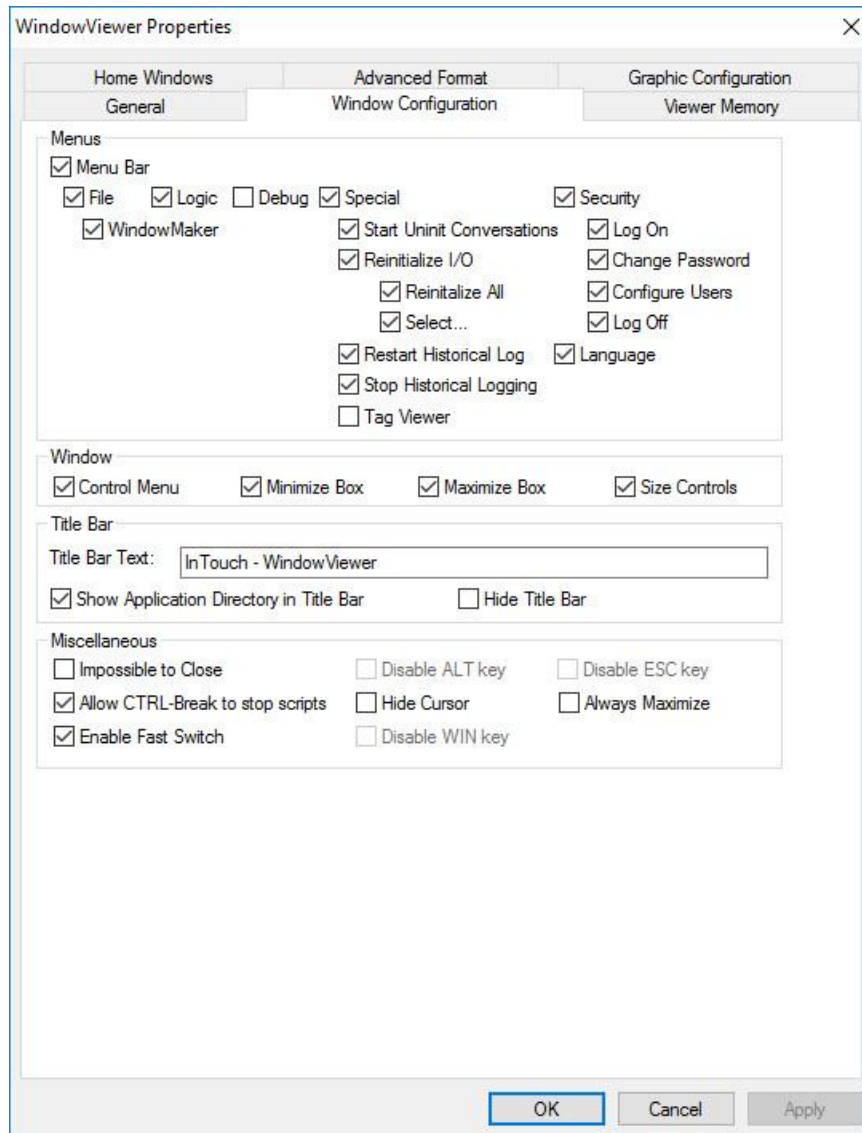 WindowViewer Properties
Home Windows Advanced Format Graphic Configuration
General Window Configuration Viewer Memory
Menus
Menu Bar
File Logic Debug Special Security
WindowMaker Start Uninit Conversations Log On
Reinitialize I/O Change Password
Reinitalize All Configure Users
Select... Log Off
Restart Historical Log Language
Stop Historical Logging
Tag Viewer
Window
Control Menu Minimize Box Maximize Box Size Controls
Title Bar
Title Bar Text: InTouch - WindowViewer
Show Application Directory in Title Bar Hide Title Bar
Miscellaneous
Impossible to Close Disable ALT key Disable ESC key
Allow CTRL-Break to stop scripts Hide Cursor Always Maximize
Enable Fast Switch Disable WIN key
OK Cancel Apply